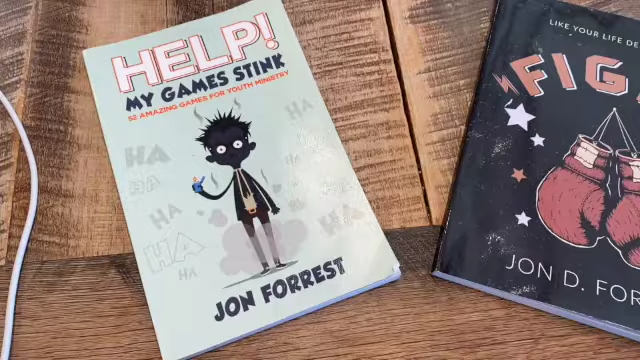 HELP!
MY GAMES STINK
52 AMAZING GAMES FOR YOUTH MINISTRY
HA
HA
HA
HA
HA
HA
HA
HA
JON FORREST
LIKE YOUR LIFE DE
FIG
JON D. FOR